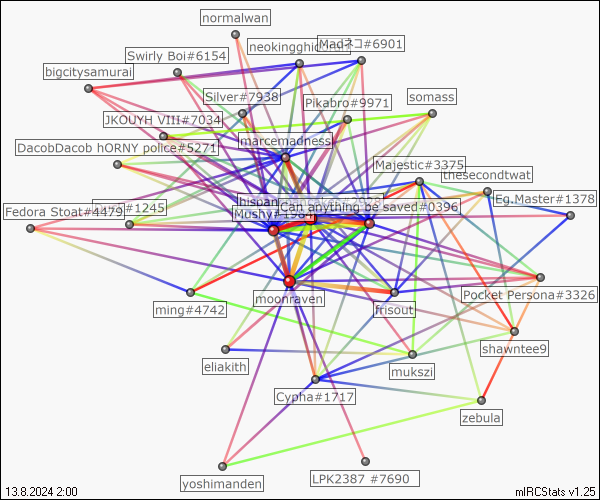 normalwan
neokingghid
Madネコ#6901
Swirly Boi#6154
bigcitysamurai
Silver#7938
Pikabro#9971
somass
JKOUYH VIII#7034
marcemadness
DacobDacob hORNY police#5271
Majestic#3375
thesecondtwat
Eg.Master#1378
hispan
Can anything be saved#0396
Fedora Stoat#4479
#1245
Mushy#1984
moonraven
frisout
Pocket Persona#3326
ming#4742
shawntee9
eliakith
mukszi
Cypha#1717
zebula
yoshimanden
LPK2387 #7690
13.8.2024 2:00
mIRCStats v1.25